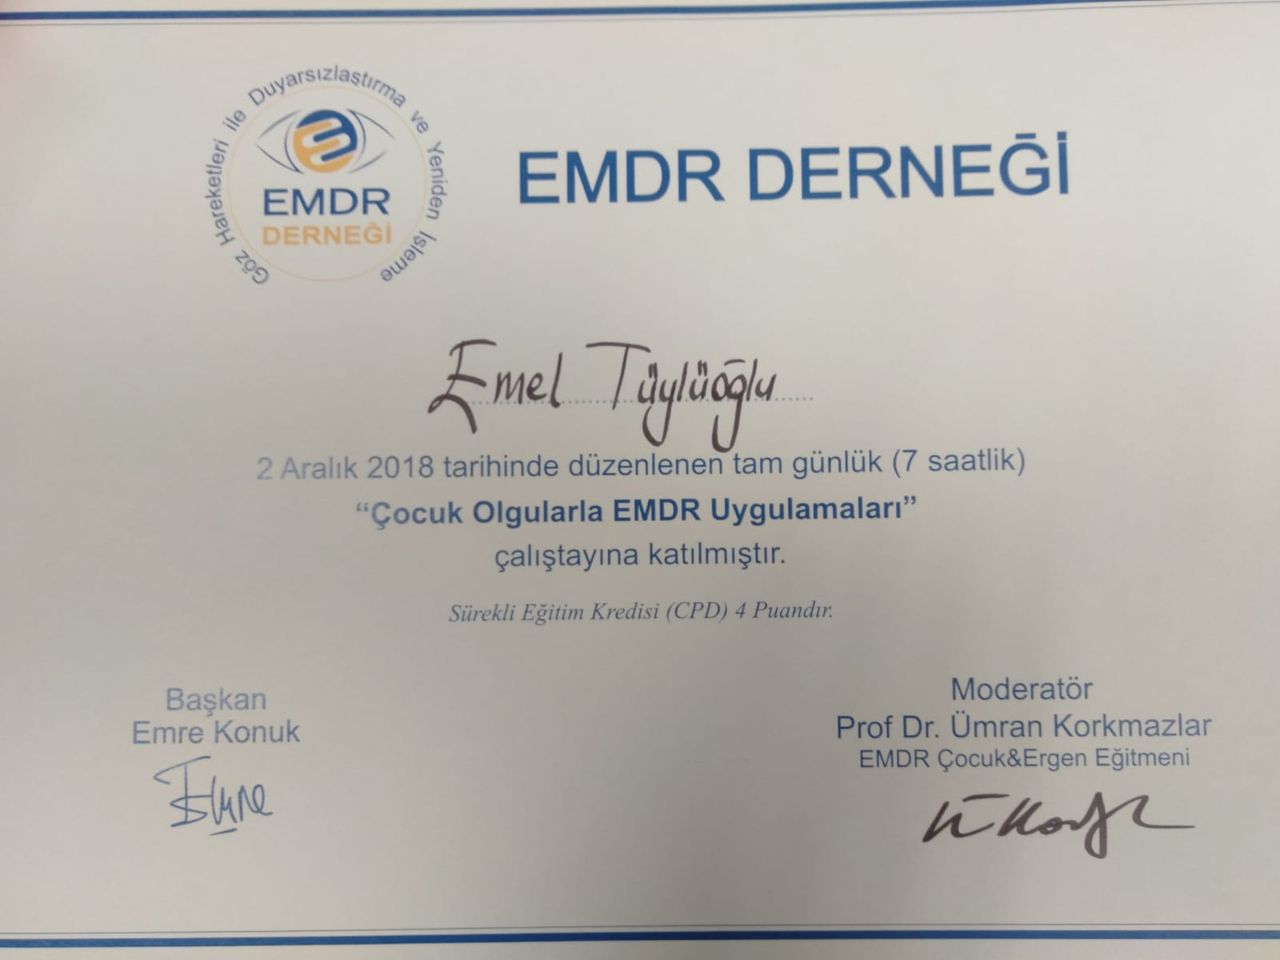 Göz Hareketleri ile Duyarsızlaştırma ve Yeniden İşleme
EMDR
DERNEĞİ
EMDR DERNEĞİ
Emel Tüylüoğlu
2 Aralık 2018 tarihinde düzenlenen tam günlük (7 saatlik)
“Çocuk Olgularla EMDR Uygulamaları”
çalıştayına katılmıştır.
Sürekli Eğitim Kredisi (CPD) 4 Puandır.
Başkan
Emre Konuk
Emre
Moderatör
Prof Dr. Ümran Korkmazlar
EMDR Çocuk&Ergen Eğitmeni